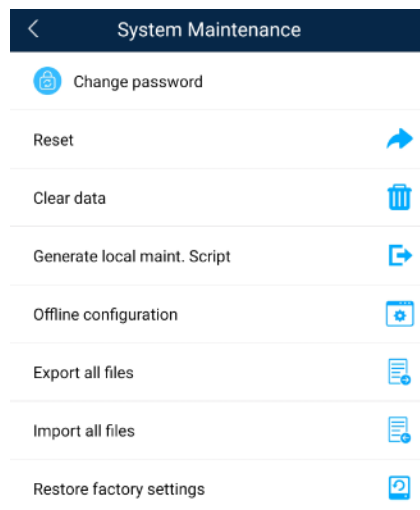 System Maintenance
Change password
Reset
Clear data
Generate local maint. Script
Offline configuration
Export all files
Import all files
Restore factory settings